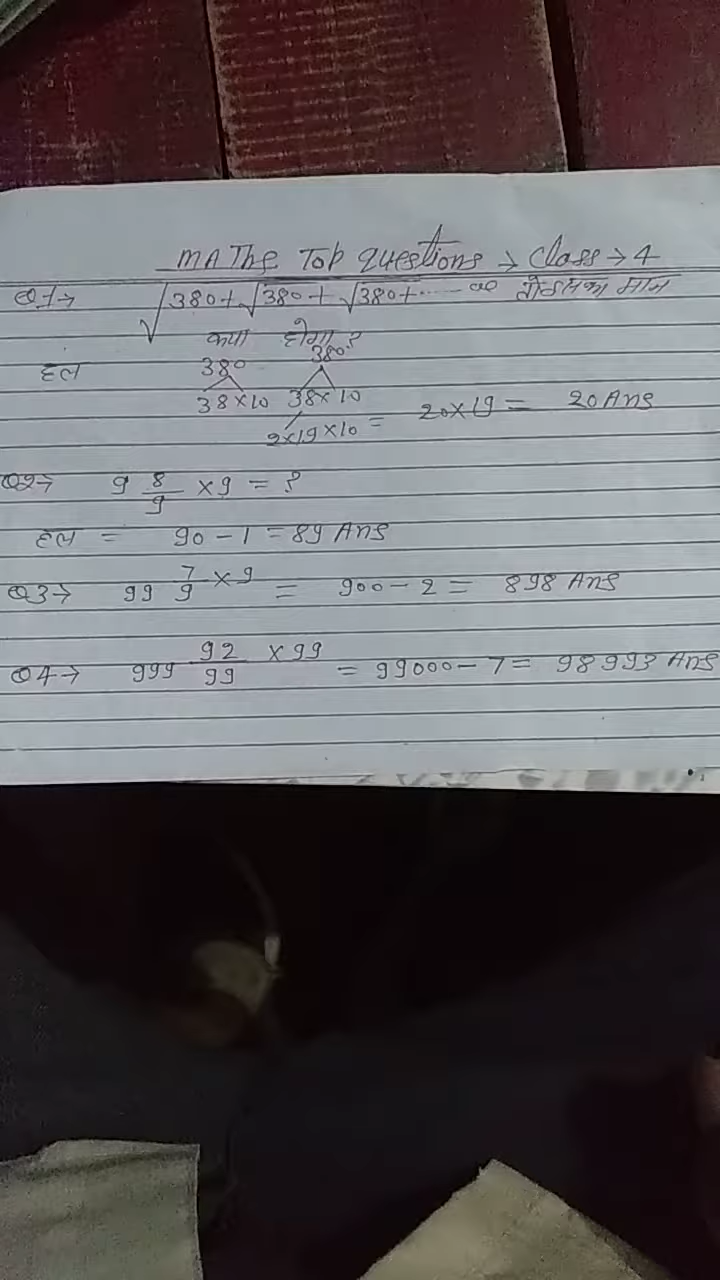 MATHs Top Questions → Class → 4
Q1→ √380+√380+√380+..... ∞ तो इसका मान
क्या होगा ?
हल 380 380
38×10 38×10
2×19×10 = 20×19 = 20 Ans
Q2→ 9 8/9 ×9 = ?
हल = 90 - 1 = 89 Ans
Q3→ 99 7/9 ×9 = 900 - 2 = 898 Ans
Q4→ 999 92/99 ×99 = 99000 - 7 = 98993 Ans